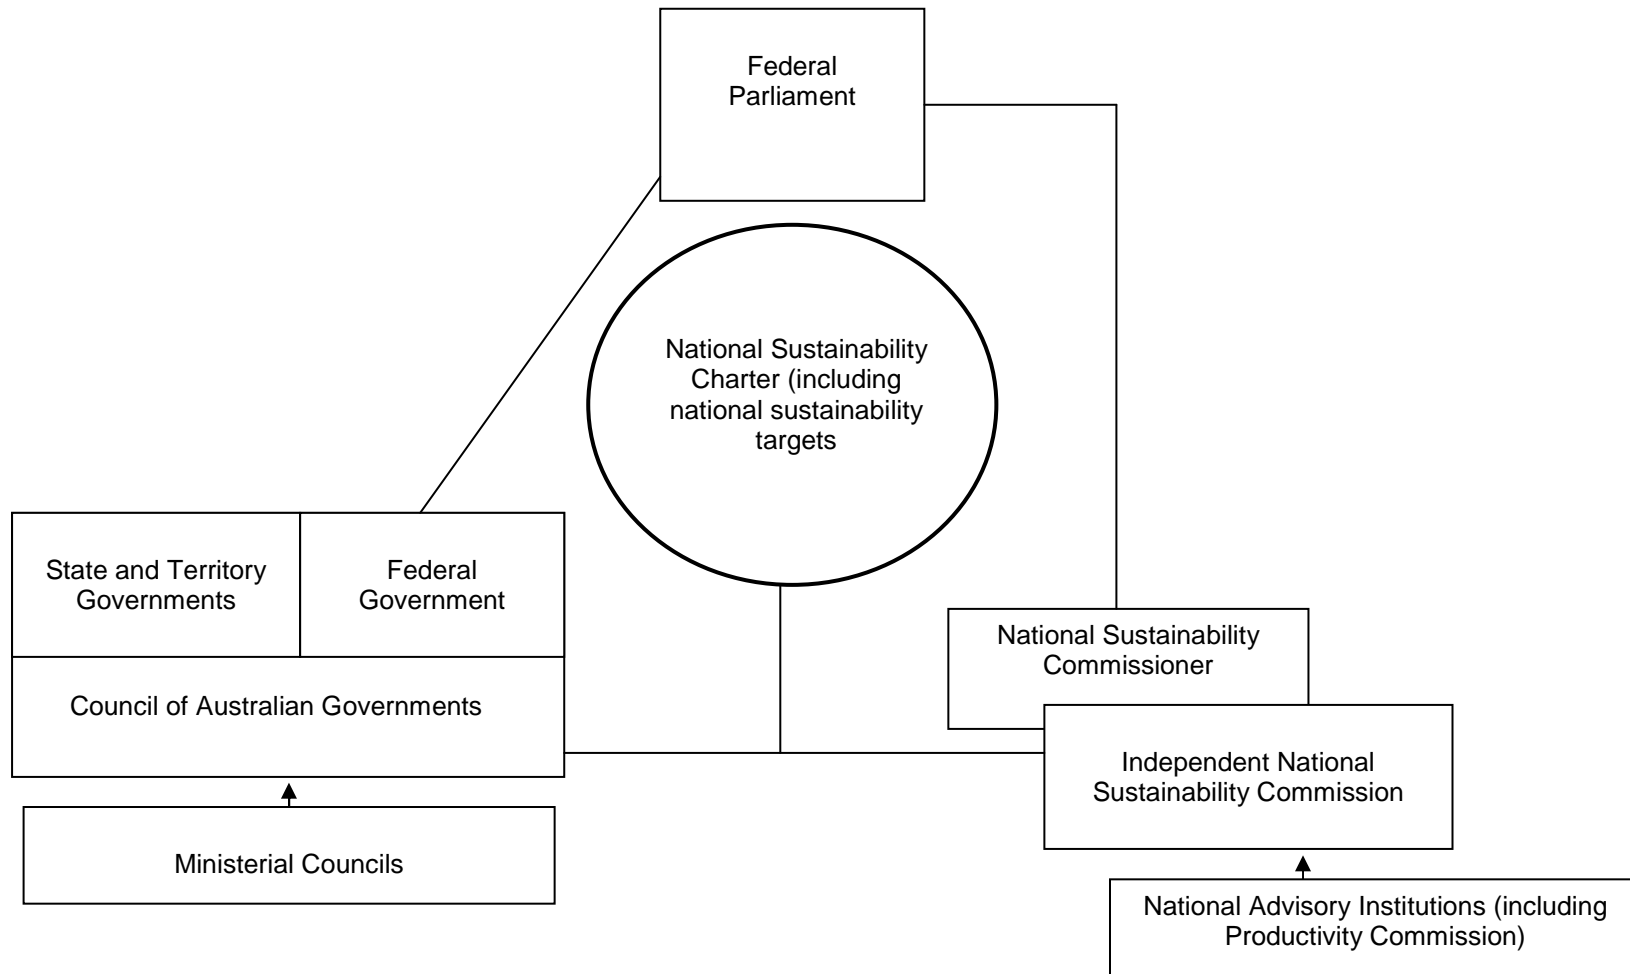 Federal
Parliament
National Sustainability
Charter (including
national sustainability
targets
State and Territory
Governments
Federal
Government
Council of Australian Governments
Ministerial Councils
National Sustainability
Commissioner
Independent National
Sustainability Commission
National Advisory Institutions (including
Productivity Commission)